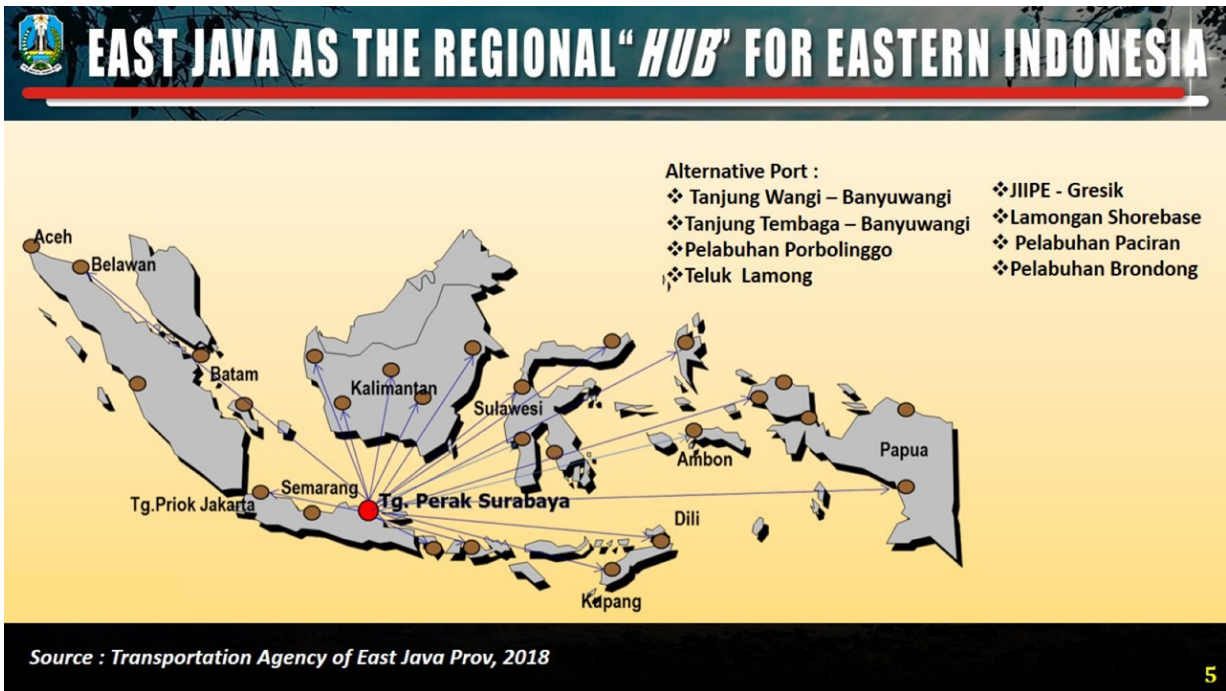 EAST JAVA AS THE REGIONAL“ HUB” FOR EASTERN INDONESIA
Alternative Port :
❖ Tanjung Wangi – Banyuwangi
❖Tanjung Tembaga – Banyuwangi
❖Pelabuhan Porbolinggo
❖Teluk Lamong
❖JIIPE - Gresik
❖Lamongan Shorebase
❖ Pelabuhan Paciran
❖Pelabuhan Brondong
Aceh
Belawan
Batam
Kalimantan
Sulawesi
Ambon
Papua
Semarang
Tg.Priok Jakarta
Tg. Perak Surabaya
Dili
Kupang
Source : Transportation Agency of East Java Prov, 2018
5